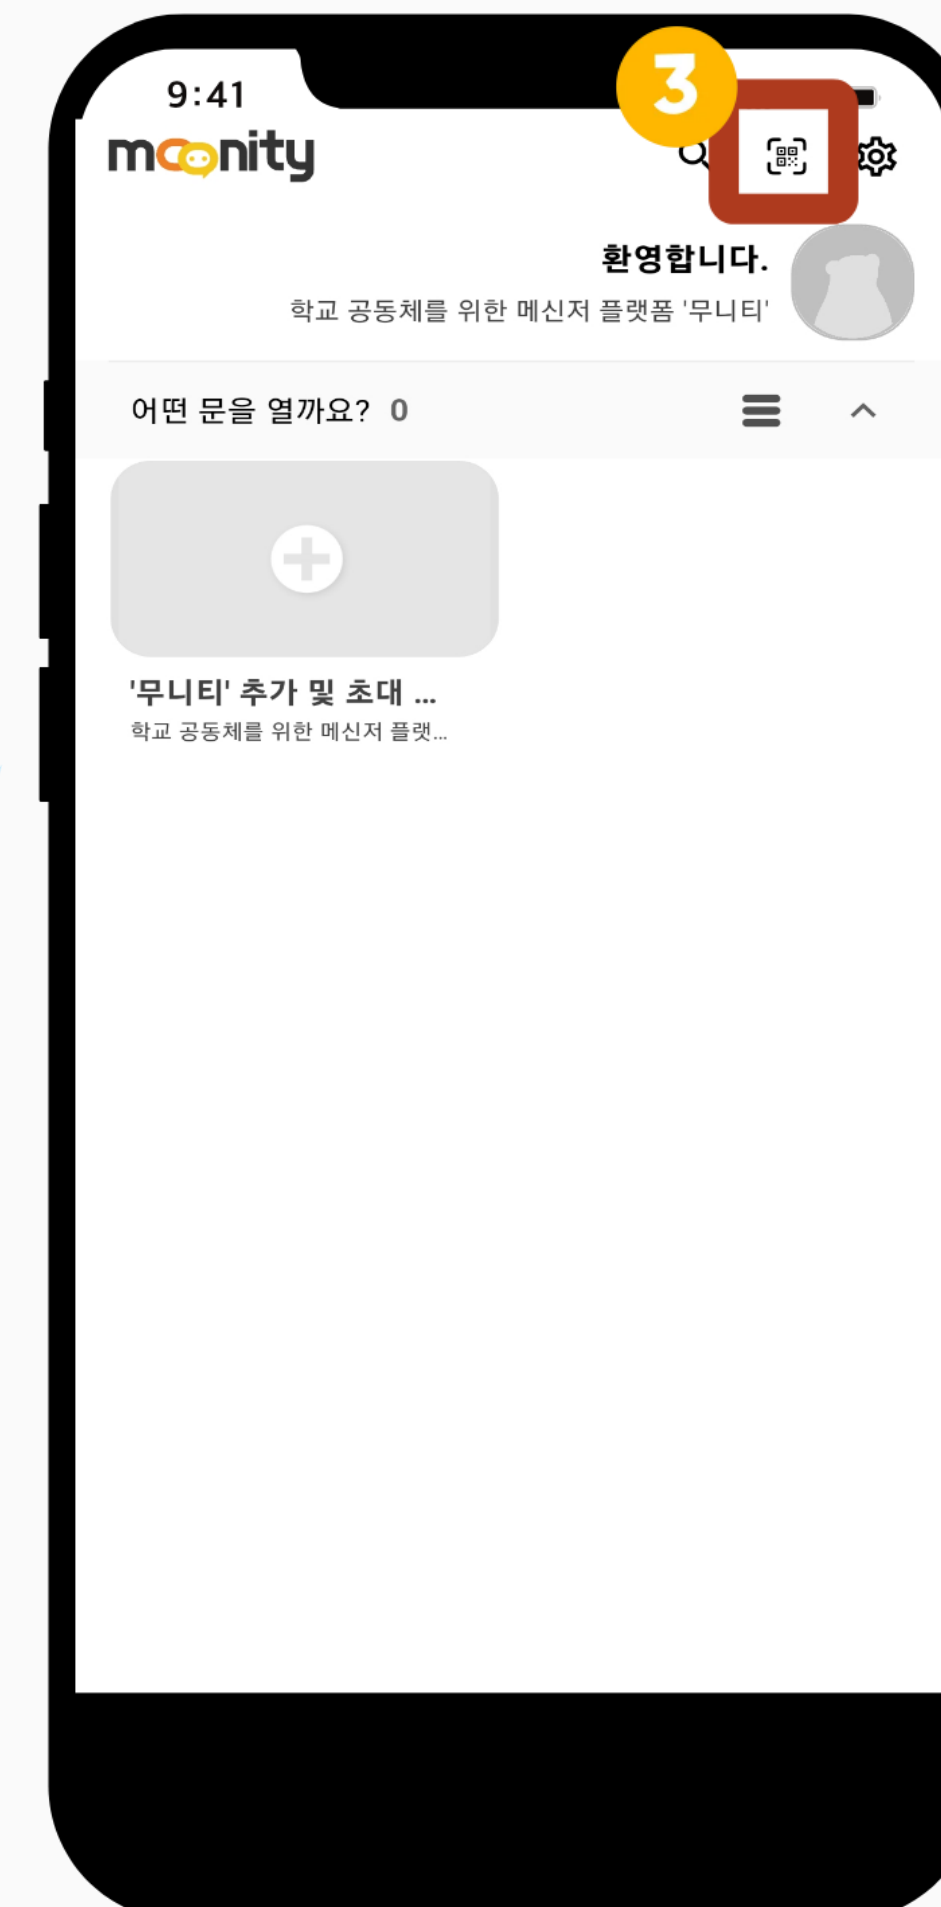 9:41
3
moonity
환영합니다.
학교 공동체를 위한 메신저 플랫폼 '무니티'
어떤 문을 열까요? 0
'무니티' 추가 및 초대 ...
학교 공동체를 위한 메신저 플랫...